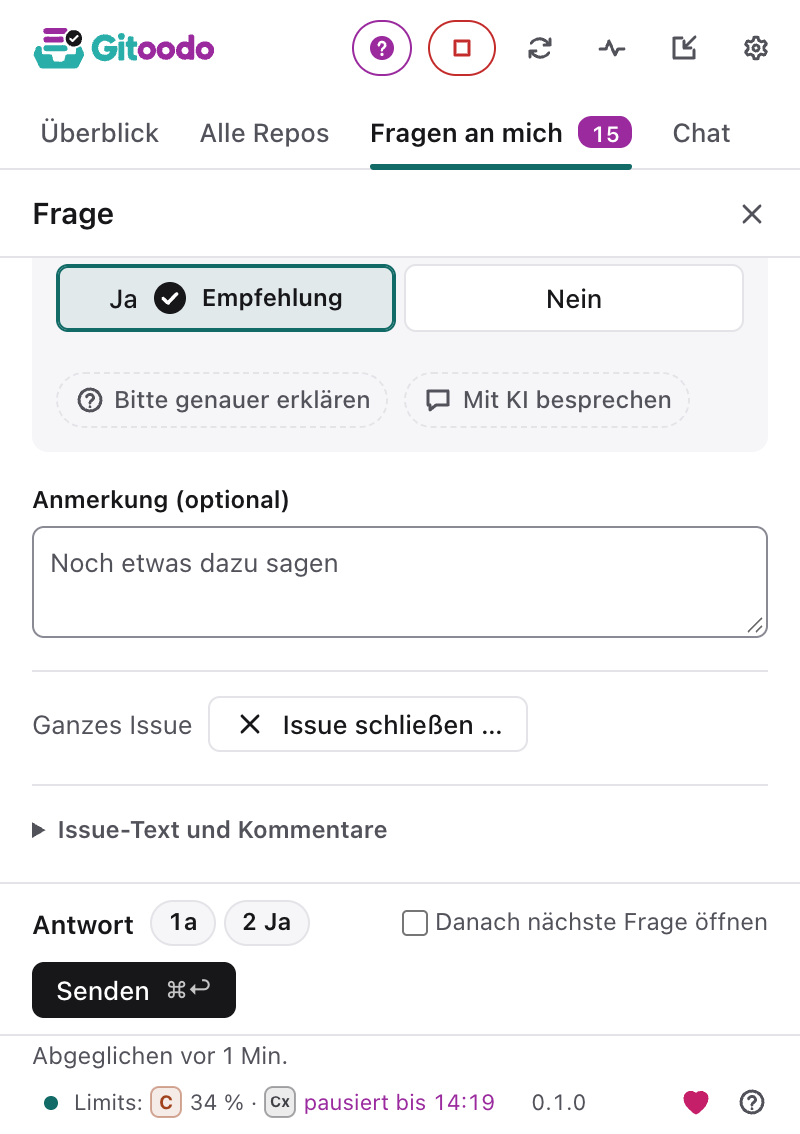 Gitoodo
Überblick Alle Repos Fragen an mich 15 Chat
Frage
Ja Empfehlung Nein
Bitte genauer erklären Mit KI besprechen
Anmerkung (optional)
Noch etwas dazu sagen
Ganzes Issue Issue schließen ...
Issue-Text und Kommentare
Antwort 1a 2 Ja Danach nächste Frage öffnen
Senden ⌘↩
Abgeglichen vor 1 Min.
Limits: C 34 % · Cx pausiert bis 14:19 0.1.0